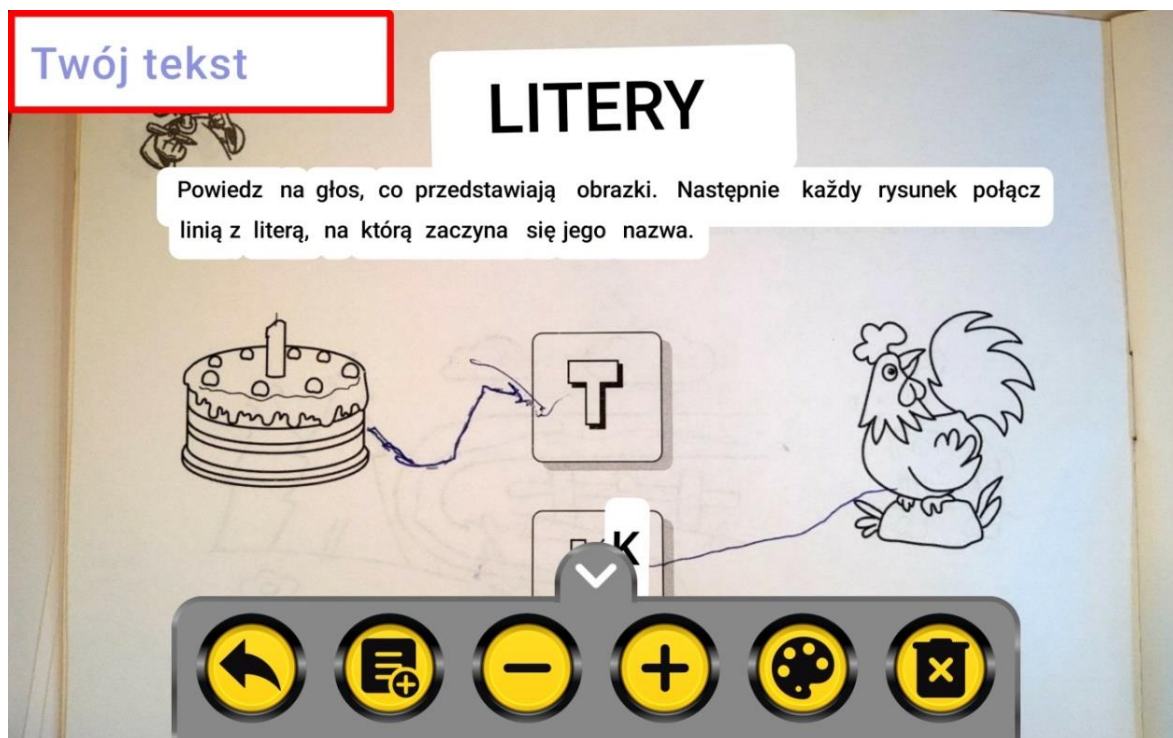 Twój tekst
LITERY
Powiedz na głos, co przedstawiają obrazki. Następnie każdy rysunek połącz
linią z literą, na którą zaczyna się jego nazwa.
T
K